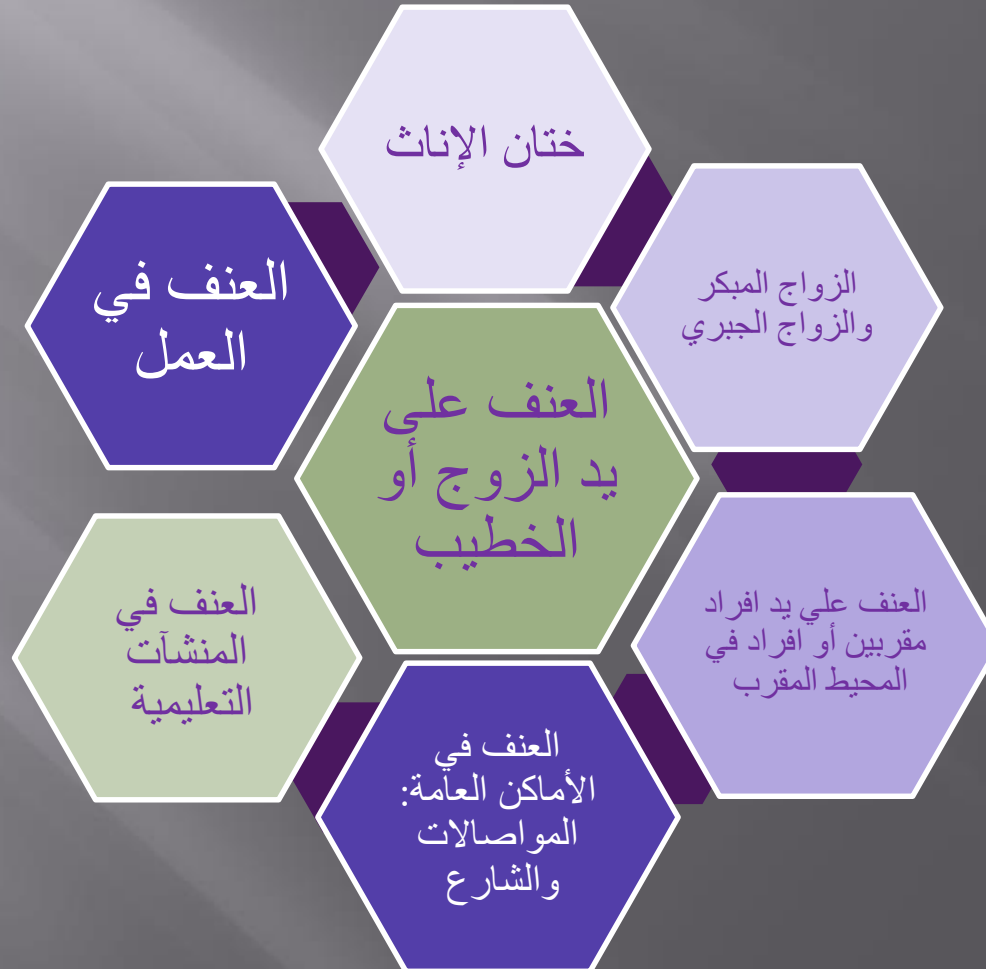 ختان الإناث
الزواج المبكر
والزواج الجبري
العنف في
العمل
العنف على
يد الزوج أو
الخطيب
العنف علي يد افراد
مقربين أو افراد في
المحيط المقرب
العنف في
المنشآت
التعليمية
العنف في
الأماكن العامة:
المواصالات
والشارع